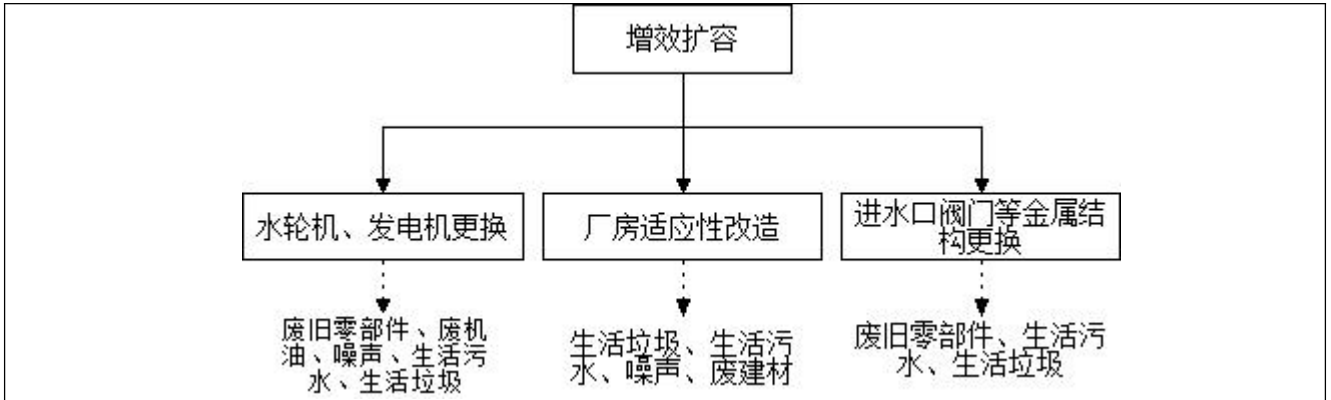 增效扩容
水轮机、发电机更换
厂房适应性改造
进水口阀门等金属结
构更换
废旧零部件、废机
油、噪声、生活污
水、生活垃圾
生活垃圾、生活污
水、噪声、废建材
废旧零部件、生活污
水、生活垃圾